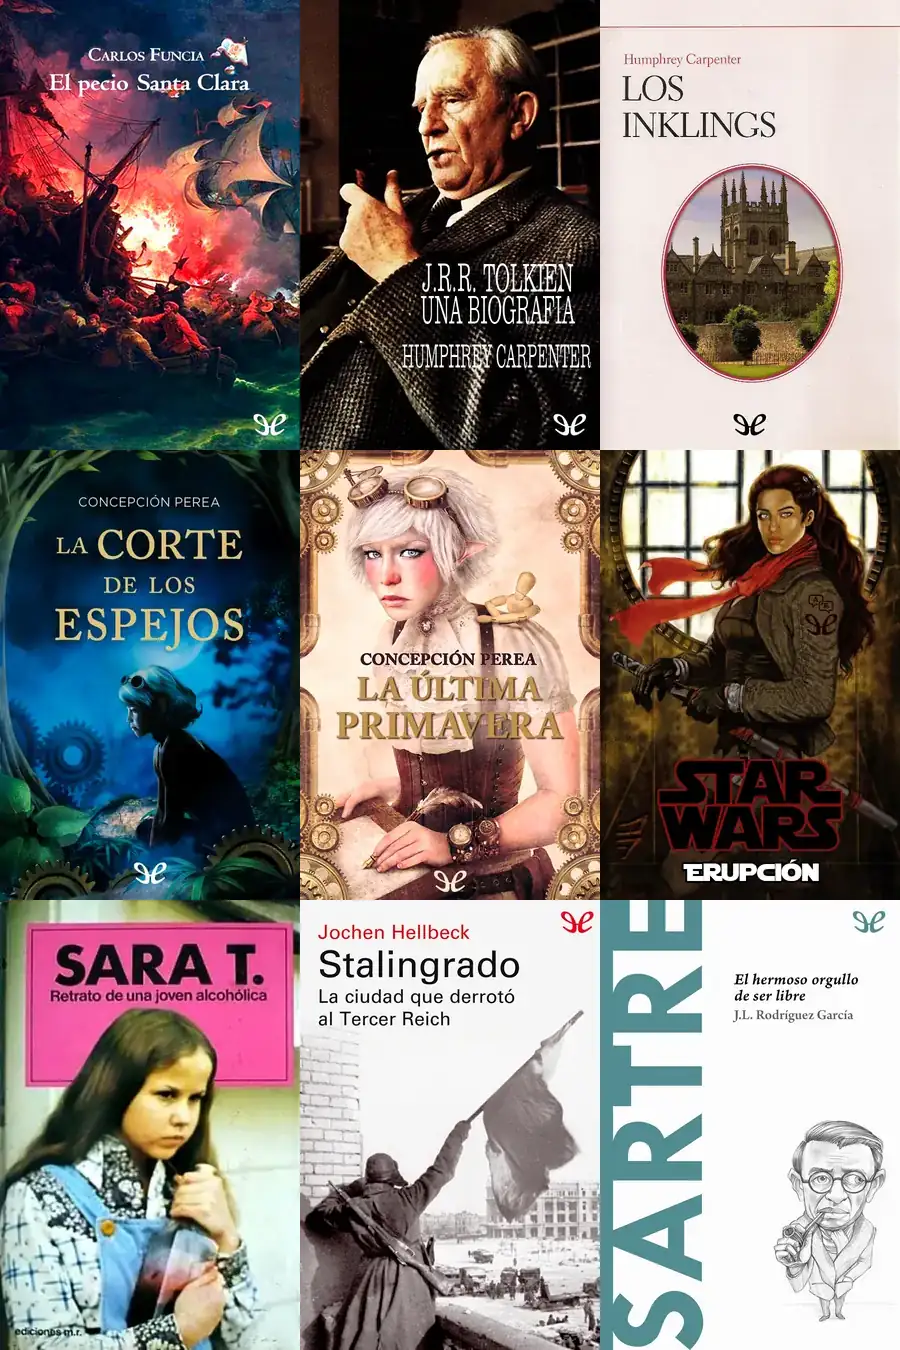 CARLOS FUNCIA
El pecio Santa Clara
J.R.R. TOLKIEN
UNA BIOGRAFÍA
HUMPHREY CARPENTER
Humphrey Carpenter
LOS
INKLINGS
CONCEPCIÓN PEREA
LA CORTE
DE LOS
ESPEJOS
CONCEPCIÓN PEREA
LA ÚLTIMA
PRIMAVERA
STAR
WARS
ERUPCIÓN
SARA T.
Retrato de una joven alcohólica
ediciones m.r.
Jochen Hellbeck
Stalingrado
La ciudad que derrotó
al Tercer Reich
SARTRE
El hermoso orgullo
de ser libre
J.L. Rodríguez García